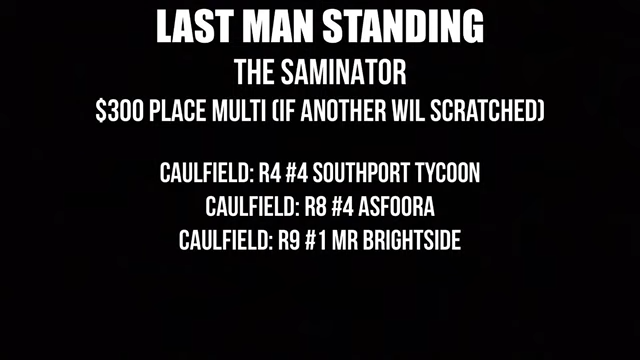 LAST MAN STANDING
THE SAMINATOR
$300 PLACE MULTI (IF ANOTHER WIL SCRATCHED)
CAULFIELD: R4 #4 SOUTHPORT TYCOON
CAULFIELD: R8 #4 ASFOORA
CAULFIELD: R9 #1 MR BRIGHTSIDE